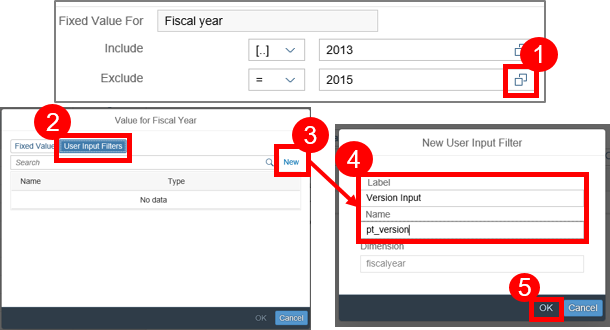 Fixed Value For Fiscal year
Include [..] 2013
Exclude = 2015
1
2
Value for Fiscal Year
Fixed Value User Input Filters
3
Search New
Name Type
No data
OK Cancel
New User Input Filter
4
Label
Version Input
Name
pt_version
Dimension
fiscalyear
5
OK Cancel